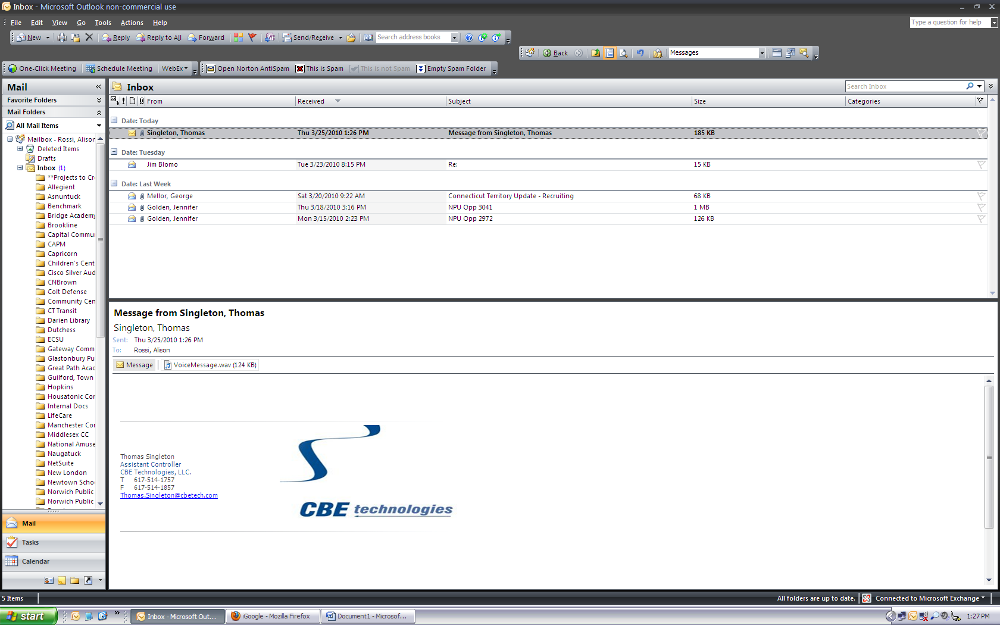 Inbox - Microsoft Outlook non-commercial use
File Edit View Go Tools Actions Help
Type a question for help
New Reply Reply to All Forward Send/Receive Search address books
Back Messages
One-Click Meeting Schedule Meeting WebEx Open Norton AntiSpam This is Spam This is not Spam Empty Spam Folder
Mail
Favorite Folders
Mail Folders
All Mail Items
Mailbox - Rossi, Alison
Deleted Items
Drafts
Inbox (1)
**Projects to Cr
Allegient
Asnuntuck
Benchmark
Bridge Academy
Brookline
Capital Commu
CAPM
Capricorn
Children's Cent
Cisco Silver Aud
CNBrown
Colt Defense
Community Cen
CT Transit
Darien Library
Dutchess
ECSU
Gateway Comm
Glastonbury Pu
Great Path Acac
Guilford, Town
Hopkins
Housatonic Cor
Internal Docs
LifeCare
Manchester Cor
Middlesex CC
National Amuse
Naugatuck
NetSuite
New London
Newtown Schoo
Norwich Public
Norwich Public
Mail
Tasks
Calendar
Inbox
Search Inbox
From Received Subject Size Categories
Date: Today
Singleton, Thomas Thu 3/25/2010 1:26 PM Message from Singleton, Thomas 185 KB
Date: Tuesday
Jim Blomo Tue 3/23/2010 8:15 PM Re: 15 KB
Date: Last Week
Mellor, George Sat 3/20/2010 9:22 AM Connecticut Territory Update - Recruiting 68 KB
Golden, Jennifer Thu 3/18/2010 3:16 PM NPU Opp 3041 1 MB
Golden, Jennifer Mon 3/15/2010 2:23 PM NPU Opp 2972 126 KB
Message from Singleton, Thomas
Singleton, Thomas
Sent: Thu 3/25/2010 1:26 PM
To: Rossi, Alison
Message VoiceMessage.wav (124 KB)
Thomas Singleton
Assistant Controller
CBE Technologies, LLC.
T 617-514-1757
F 617-514-1857
Thomas.Singleton@cbetech.com
CBE technologies
5 Items
All folders are up to date. Connected to Microsoft Exchange
start Inbox - Microsoft Out... iGoogle - Mozilla Firefox Document1 - Microsof... 1:27 PM